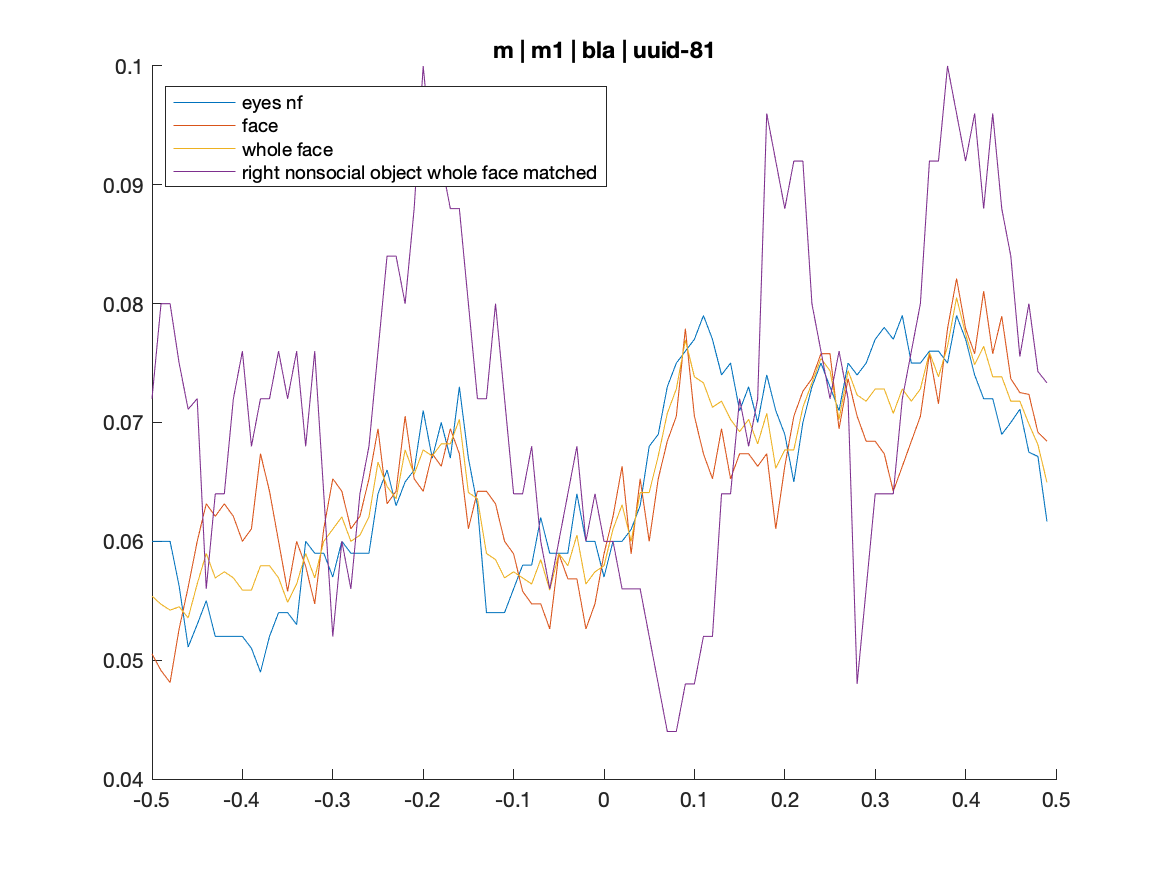 m | m1 | bla | uuid-81
0.1
eyes nf
face
whole face
right nonsocial object whole face matched
0.09
0.08
0.07
0.06
0.05
0.04
-0.5 -0.4 -0.3 -0.2 -0.1 0 0.1 0.2 0.3 0.4 0.5